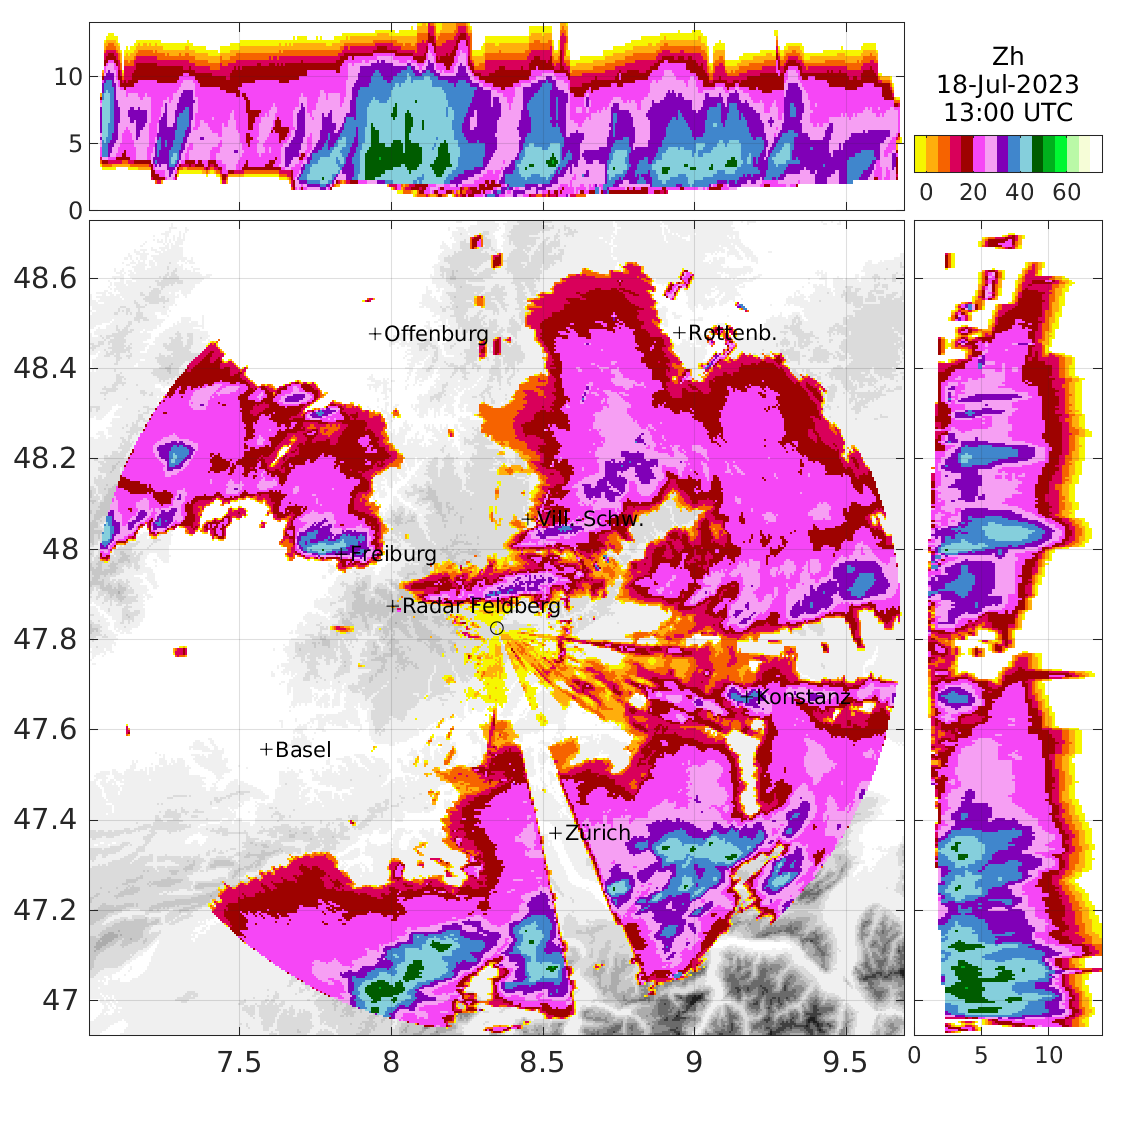 10
5
0
Zh
18-Jul-2023
13:00 UTC
0 20 40 60
48.6
48.4
48.2
48
47.8
47.6
47.4
47.2
47
+Offenburg
+Rottenb.
+Vill.-Schw.
+Freiburg
+Radar Feldberg
+Konstanz
+Basel
+Zürich
7.5 8 8.5 9 9.5
0 5 10